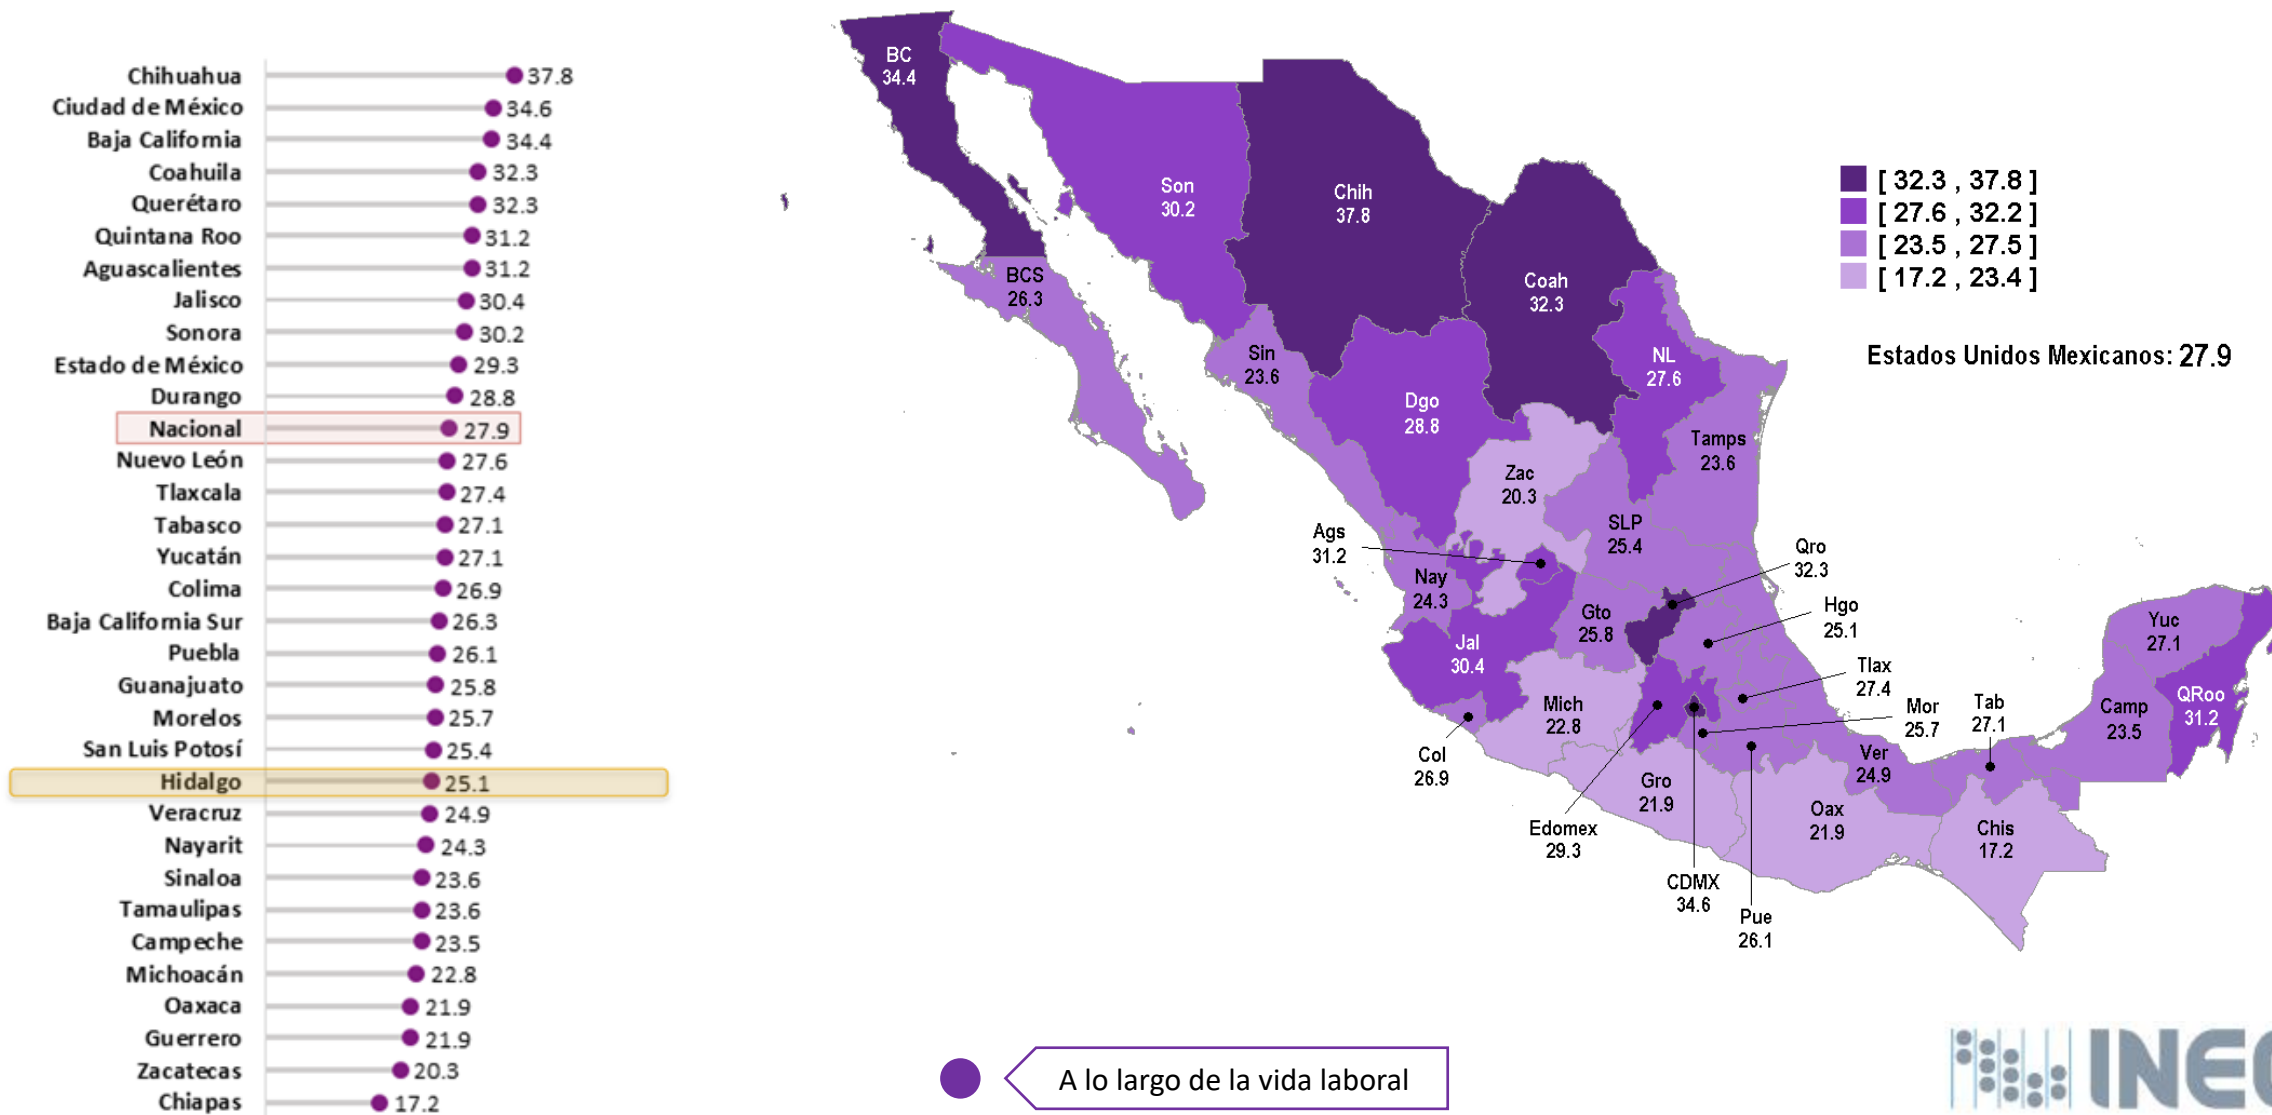 Chihuahua 37.8
Ciudad de México 34.6
Baja California 34.4
Coahuila 32.3
Querétaro 32.3
Quintana Roo 31.2
Aguascalientes 31.2
Jalisco 30.4
Sonora 30.2
Estado de México 29.3
Durango 28.8
Nacional 27.9
Nuevo León 27.6
Tlaxcala 27.4
Tabasco 27.1
Yucatán 27.1
Colima 26.9
Baja California Sur 26.3
Puebla 26.1
Guanajuato 25.8
Morelos 25.7
San Luis Potosí 25.4
Hidalgo 25.1
Veracruz 24.9
Nayarit 24.3
Sinaloa 23.6
Tamaulipas 23.6
Campeche 23.5
Michoacán 22.8
Oaxaca 21.9
Guerrero 21.9
Zacatecas 20.3
Chiapas 17.2
BC
34.4
Son
30.2
Chih
37.8
BCS
26.3
Coah
32.3
Sin
23.6
NL
27.6
Dgo
28.8
Tamps
23.6
Zac
20.3
SLP
25.4
Ags
31.2
Qro
32.3
Nay
24.3
Gto
25.8
Hgo
25.1
Jal
30.4
Tlax
27.4
Yuc
27.1
Mich
22.8
Mor
25.7
Tab
27.1
Camp
23.5
QRoo
31.2
Col
26.9
Ver
24.9
Gro
21.9
Oax
21.9
Chis
17.2
Edomex
29.3
CDMX
34.6
Pue
26.1
[ 32.3 , 37.8 ]
[ 27.6 , 32.2 ]
[ 23.5 , 27.5 ]
[ 17.2 , 23.4 ]
Estados Unidos Mexicanos: 27.9
A lo largo de la vida laboral
INEG